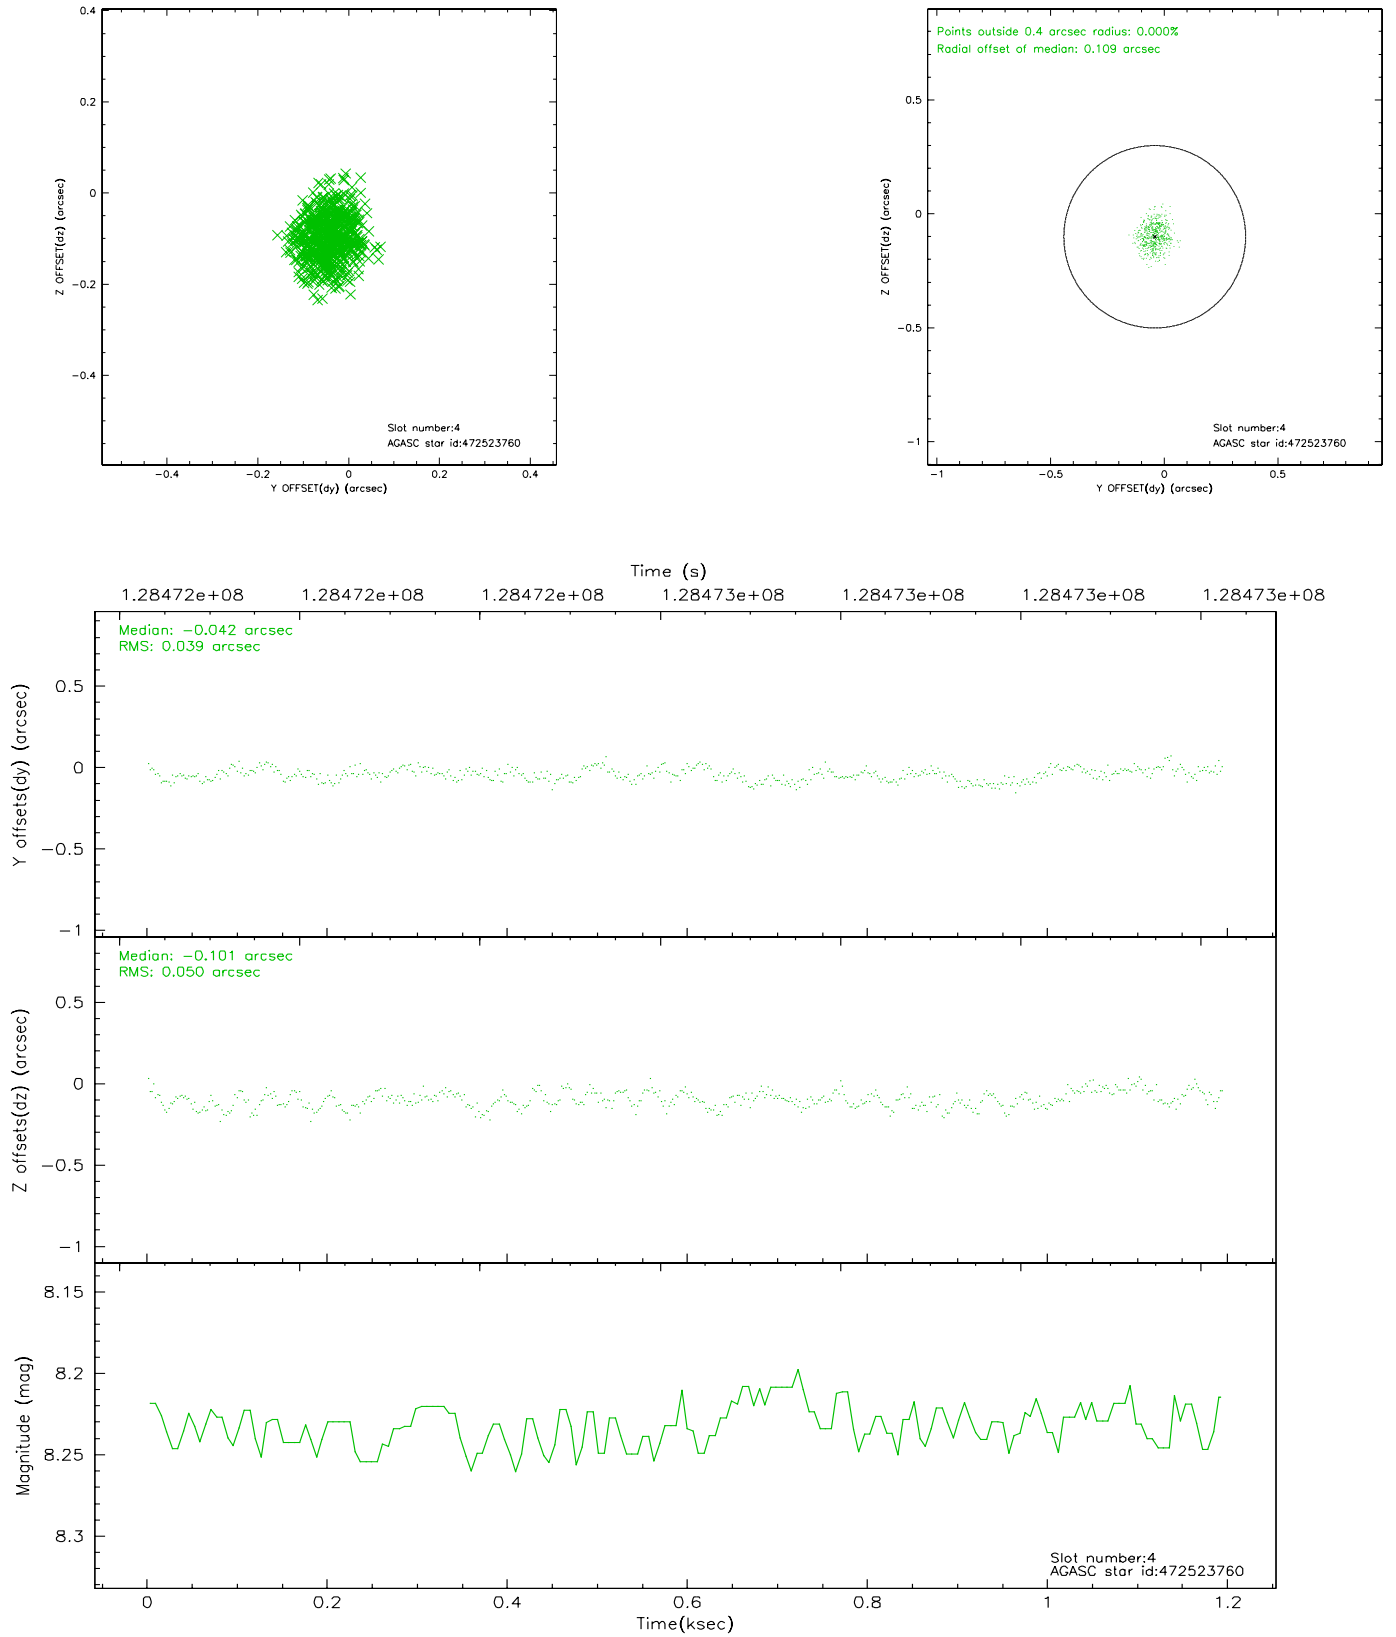 0.4
0.2
0
−0.2
−0.4
Z OFFSET(dz) (arcsec)
Slot number:4
AGASC star id:472523760
−0.4 −0.2 0 0.2 0.4
Y OFFSET(dy) (arcsec)
Points outside 0.4 arcsec radius: 0.000%
Radial offset of median: 0.109 arcsec
0.5
0
−0.5
−1
Z OFFSET(dz) (arcsec)
Slot number:4
AGASC star id:472523760
−1 −0.5 0 0.5
Y OFFSET(dy) (arcsec)
Time (s)
1.28472e+08 1.28472e+08 1.28472e+08 1.28473e+08 1.28473e+08 1.28473e+08 1.28473e+08
Median: −0.042 arcsec
RMS: 0.039 arcsec
0.5
0
−0.5
−1
Y offsets(dy) (arcsec)
Median: −0.101 arcsec
RMS: 0.050 arcsec
0.5
0
−0.5
−1
Z offsets(dz) (arcsec)
8.15
8.2
8.25
8.3
Magnitude (mag)
Slot number:4
AGASC star id:472523760
0 0.2 0.4 0.6 0.8 1 1.2
Time(ksec)